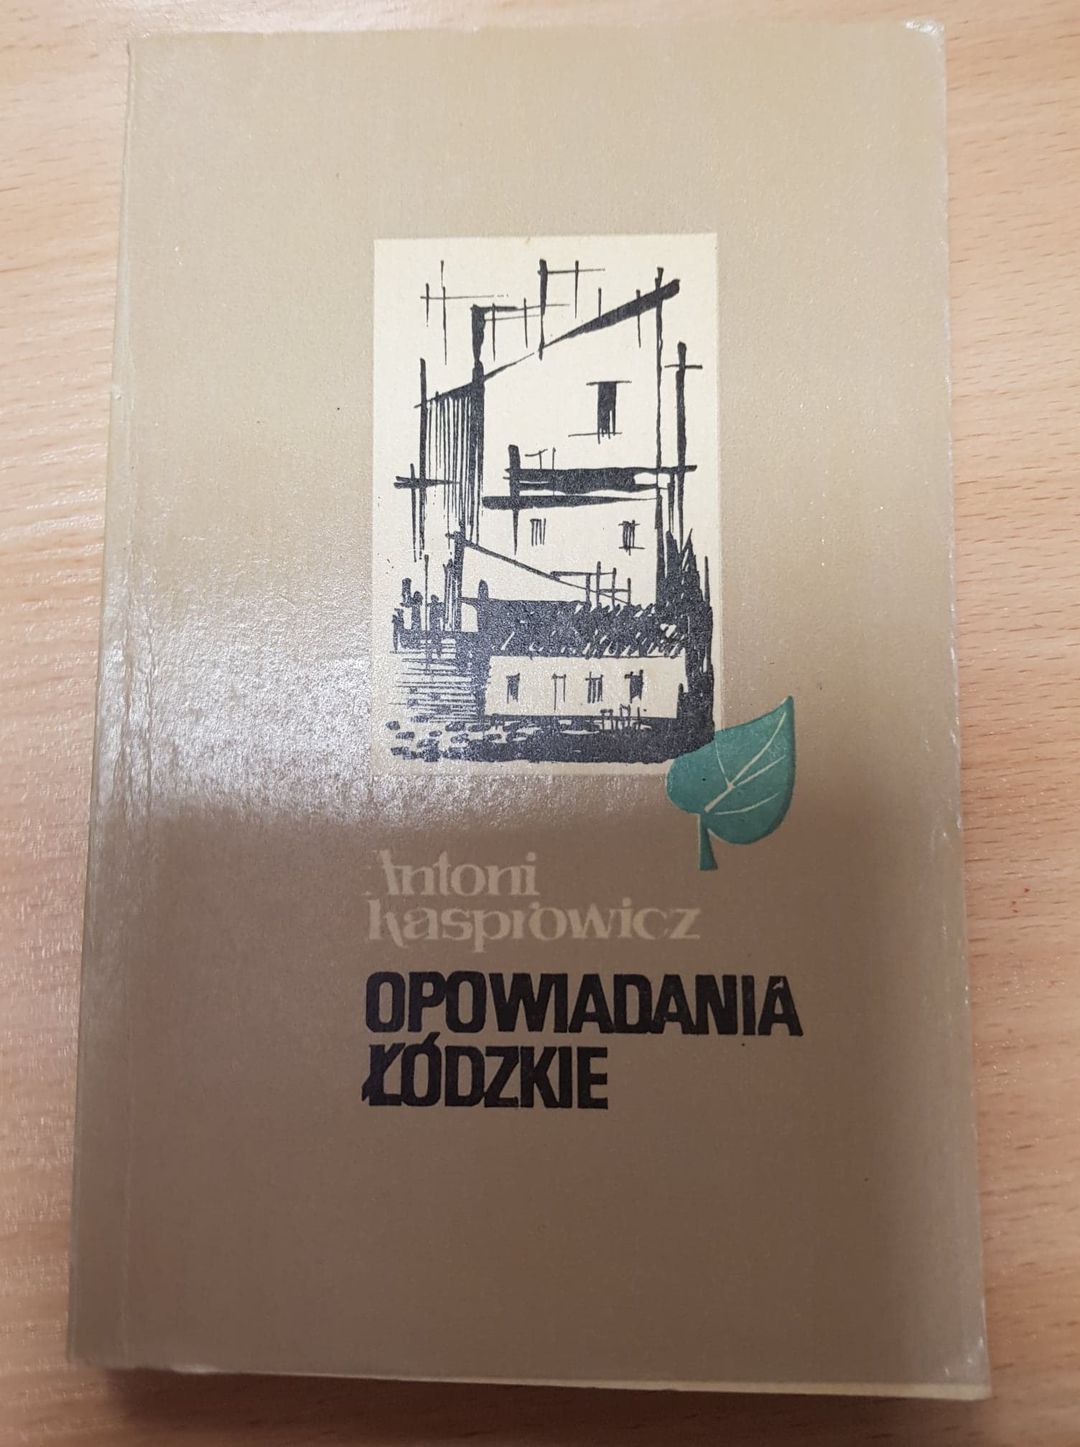 Antoni
Kasprowicz
OPOWIADANIA
ŁÓDZKIE